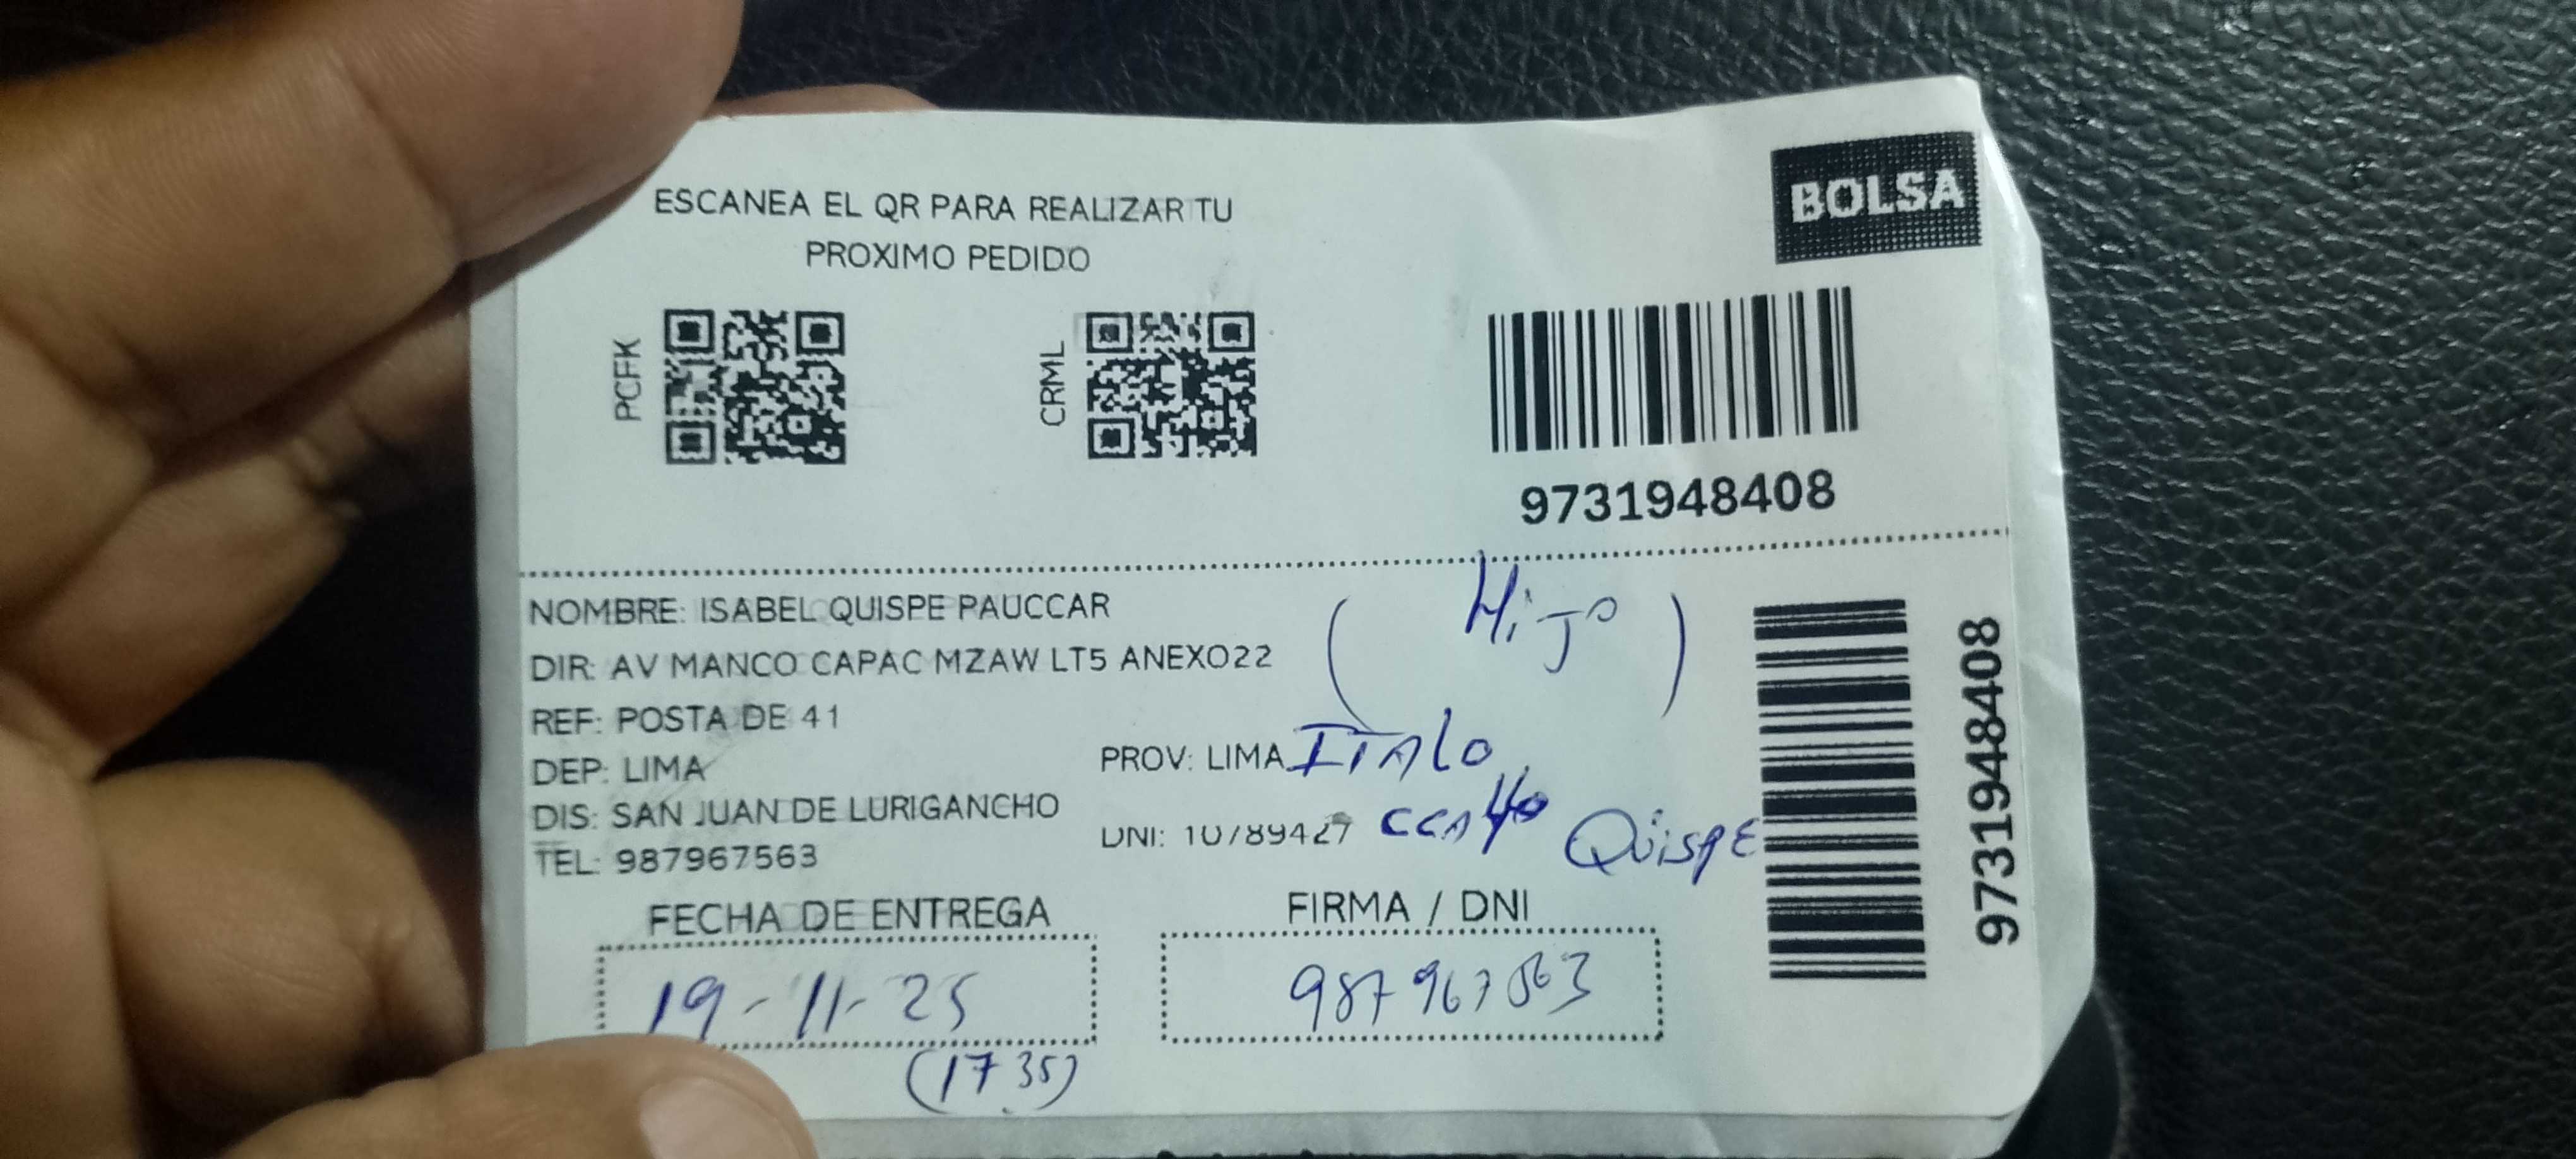 BOLSA
ESCANEA EL QR PARA REALIZAR TU
PROXIMO PEDIDO
PCFK
CRML
9731948408
NOMBRE: ISABEL QUISPE PAUCCAR
(Hijo)
DIR: AV MANCO CAPAC MZAW LT5 ANEXO22
REF: POSTA DE 41
DEP: LIMA
PROV: LIMA
ITAlo
DIS: SAN JUAN DE LURIGANCHO
DNI: 10789427
QUispE
TEL: 987967563
9731948408
FECHA DE ENTREGA
FIRMA / DNI
19-11-25
987967563
(17 35)